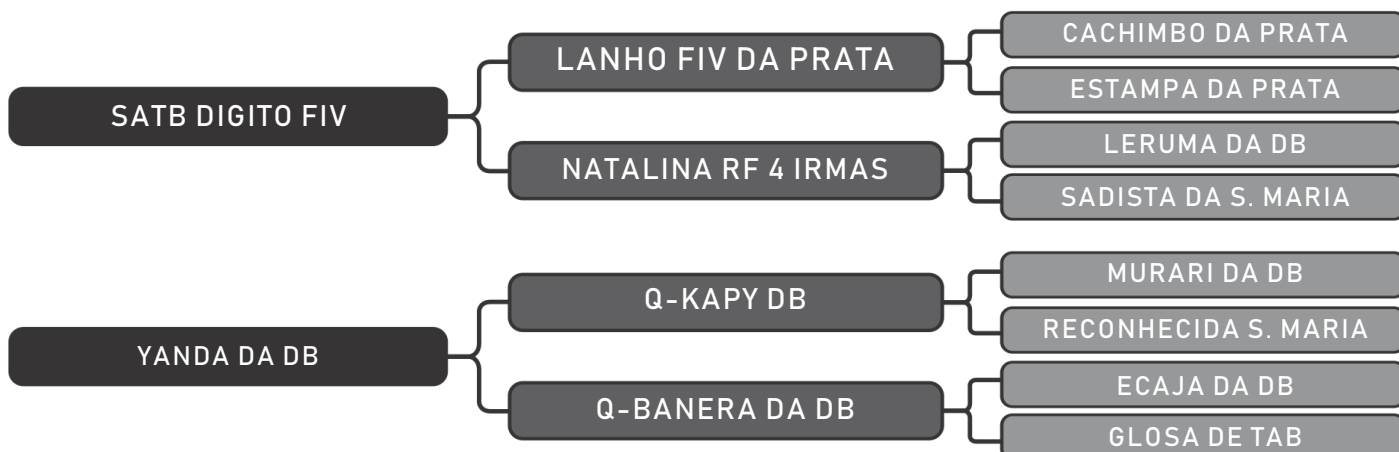 SATB DIGITO FIV
LANHO FIV DA PRATA
CACHIMBO DA PRATA
ESTAMPA DA PRATA
NATALINA RF 4 IRMAS
LERUMA DA DB
SADISTA DA S. MARIA
YANDA DA DB
Q-KAPY DB
MURARI DA DB
RECONHECIDA S. MARIA
Q-BANERA DA DB
ECAJA DA DB
GLOSA DE TAB